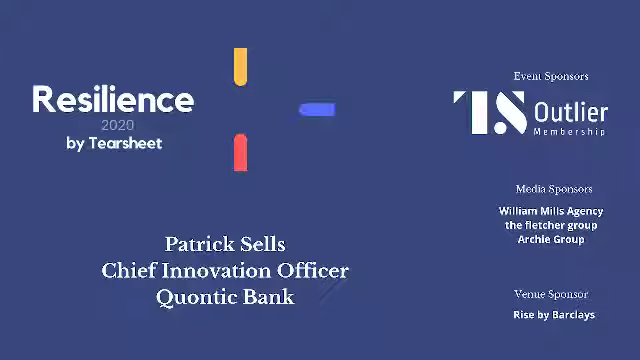 Resilience
2020
by Tearsheet
Patrick Sells
Chief Innovation Officer
Quontic Bank
Event Sponsors
TS Outlier
Membership
Media Sponsors
William Mills Agency
the fletcher group
Archie Group
Venue Sponsor
Rise by Barclays